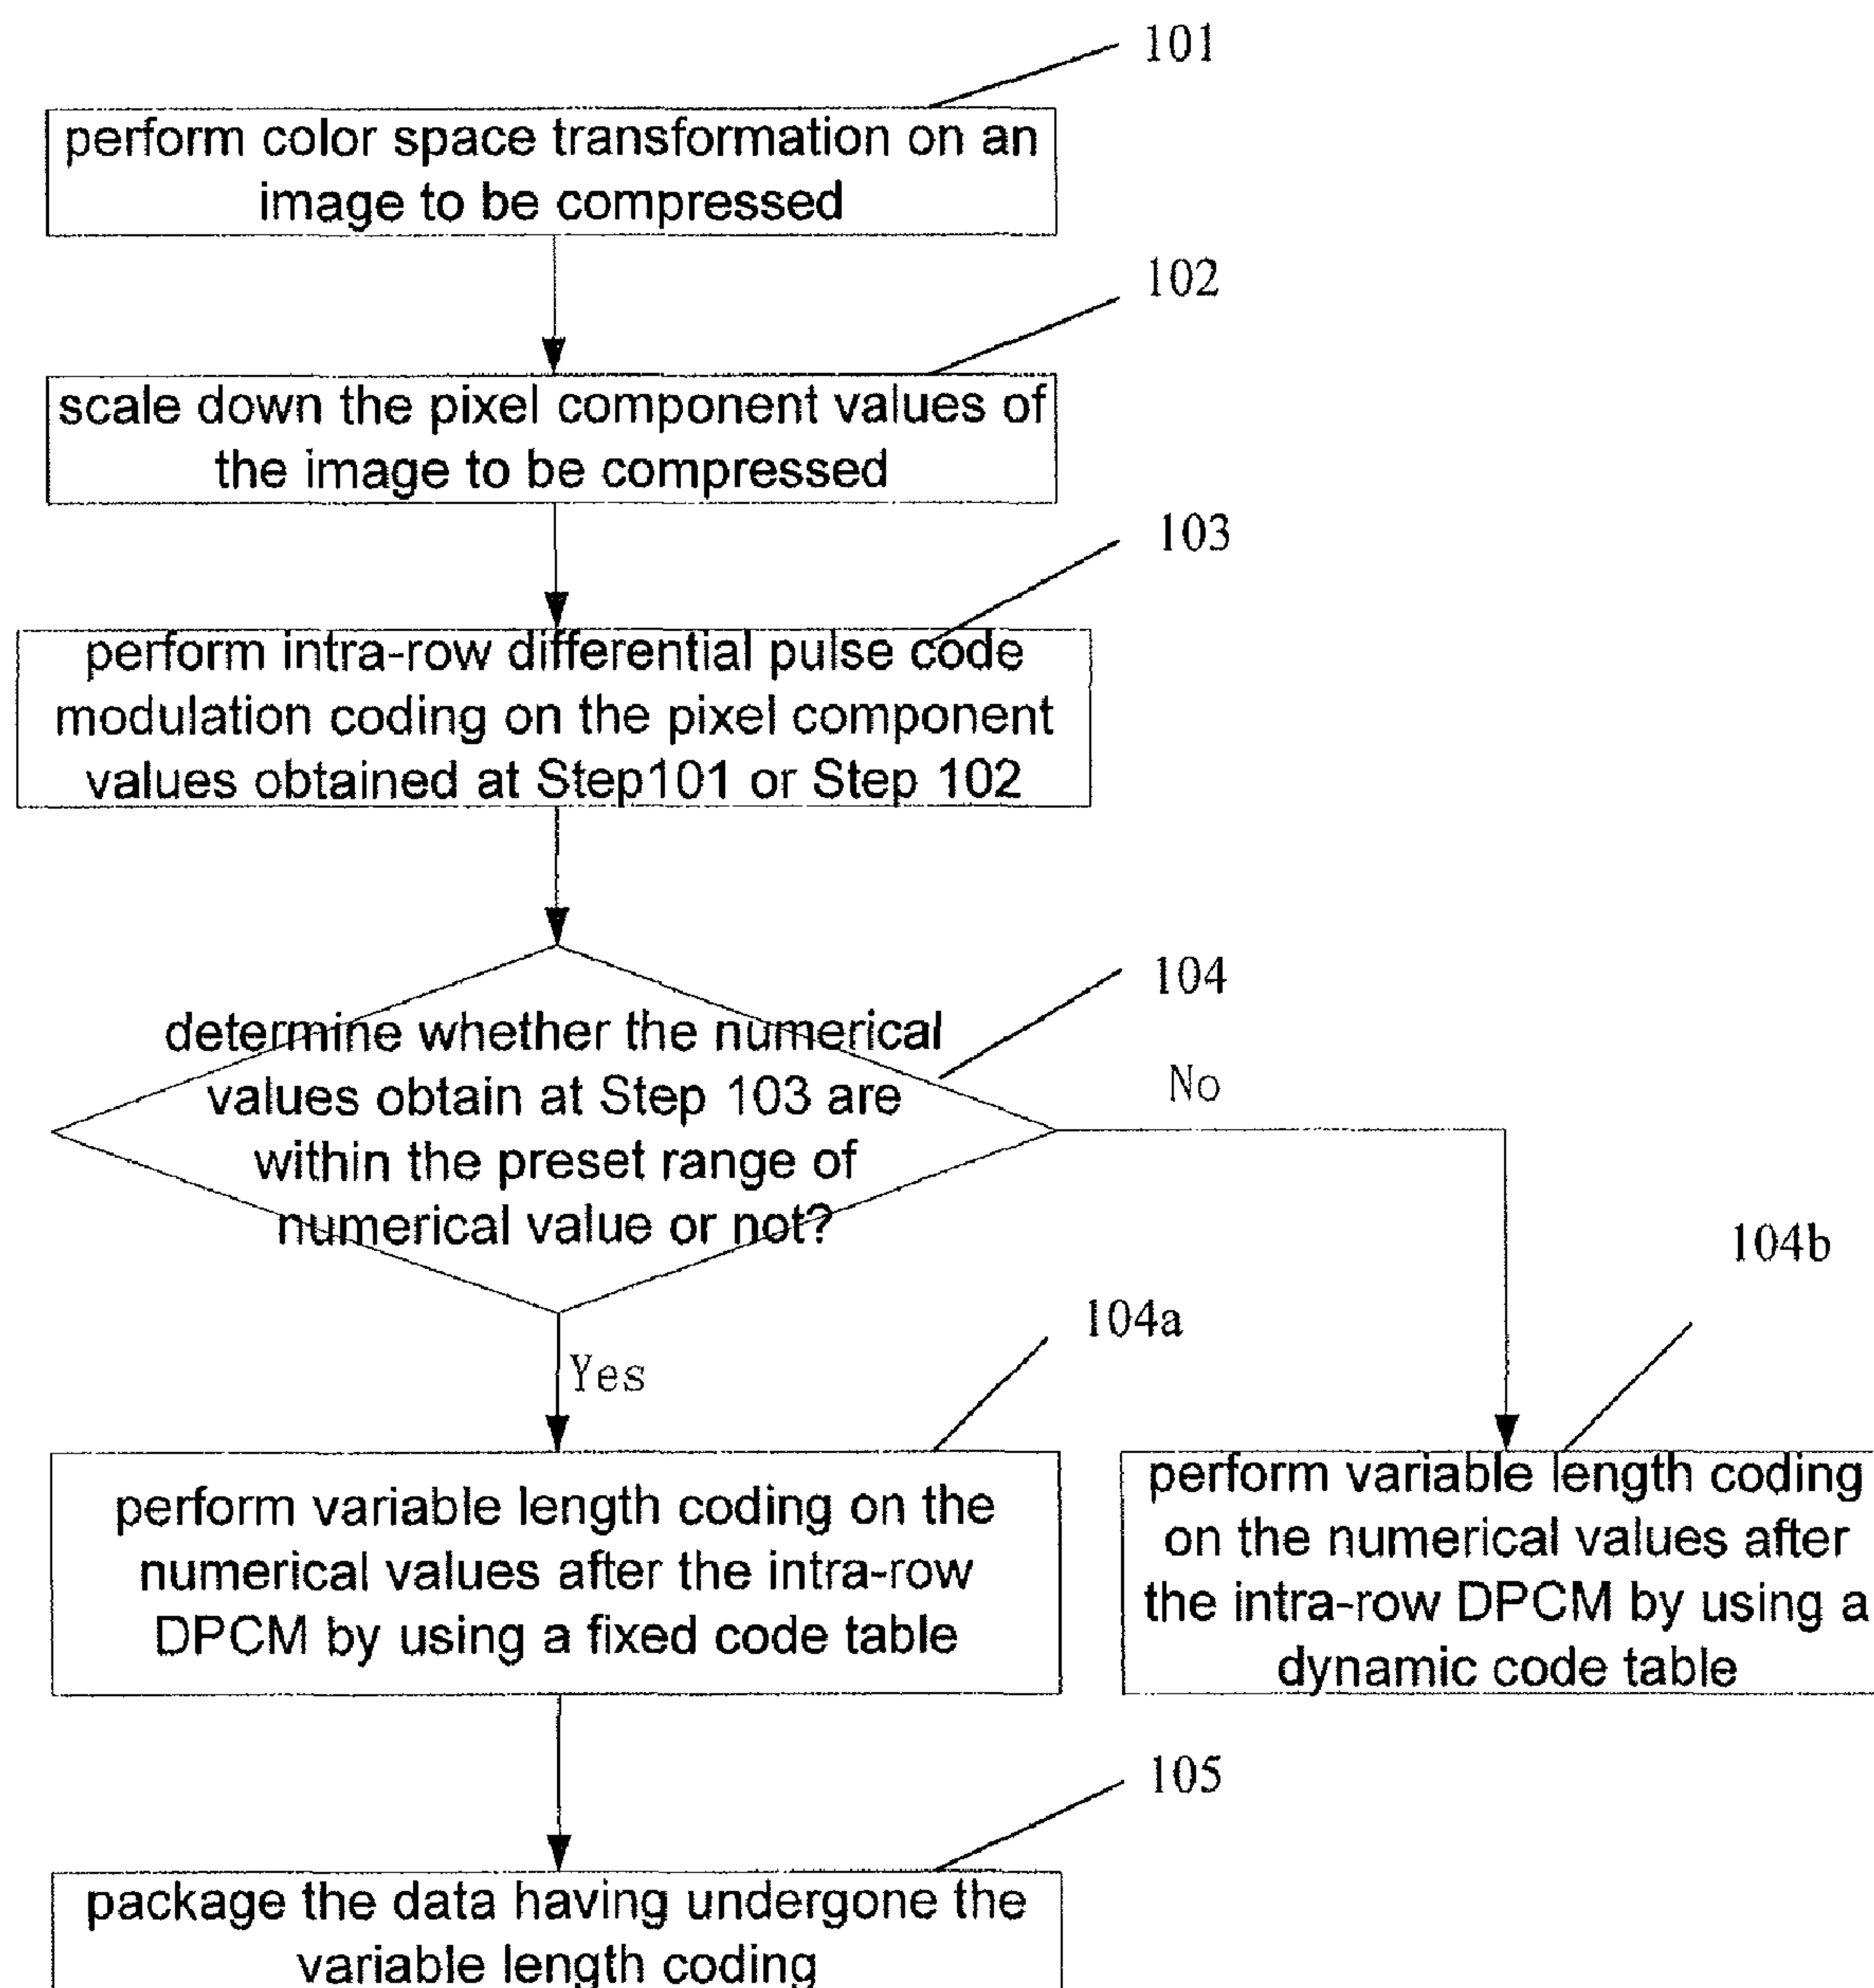 101
perform color space transformation on an
image to be compressed
102
scale down the pixel component values of
the image to be compressed
103
perform intra-row differential pulse code
modulation coding on the pixel component
values obtained at Step101 or Step 102
104
determine whether the numerical
values obtain at Step 103 are
within the preset range of
numerical value or not?
No
104b
104a
Yes
perform variable length coding on the
numerical values after the intra-row
DPCM by using a fixed code table
perform variable length coding
on the numerical values after
the intra-row DPCM by using a
dynamic code table
105
package the data having undergone the
variable length coding